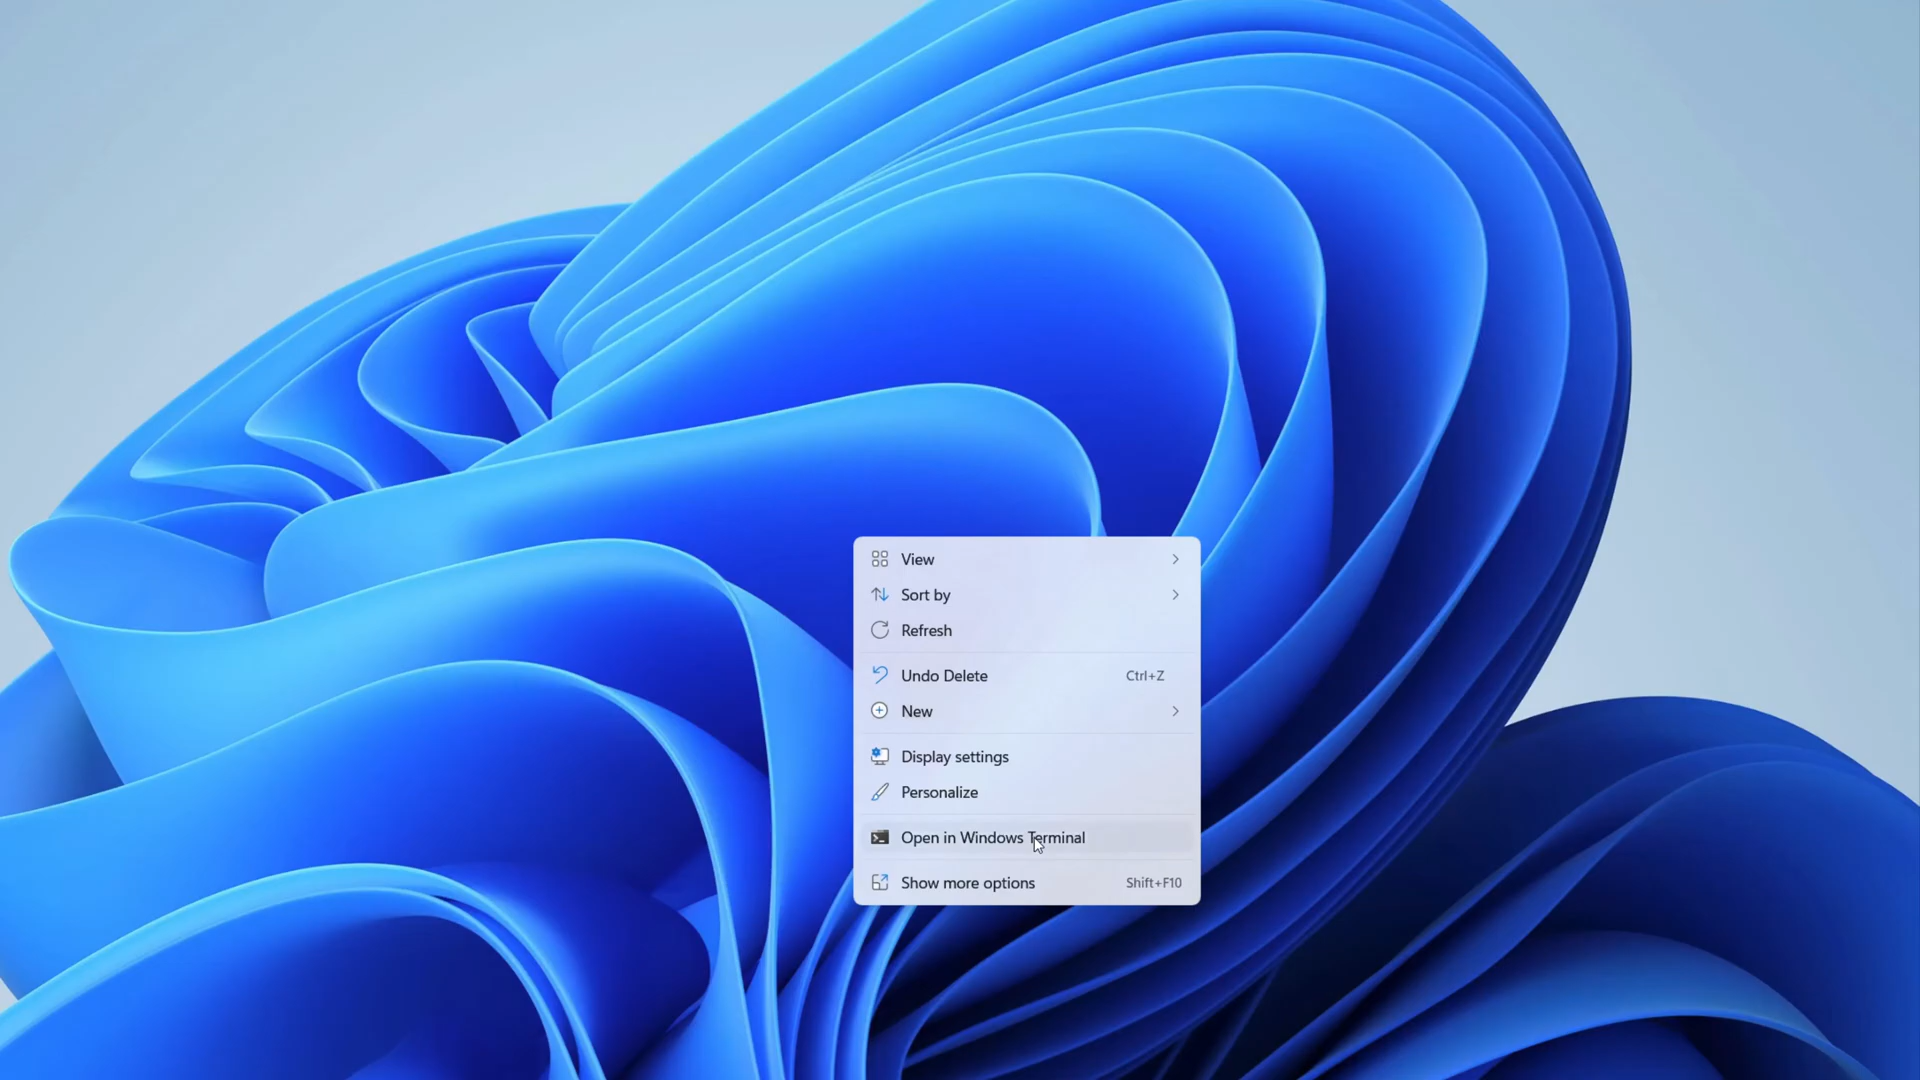 View
Sort by
Refresh
Undo Delete Ctrl+Z
New
Display settings
Personalize
Open in Windows Terminal
Show more options Shift+F10